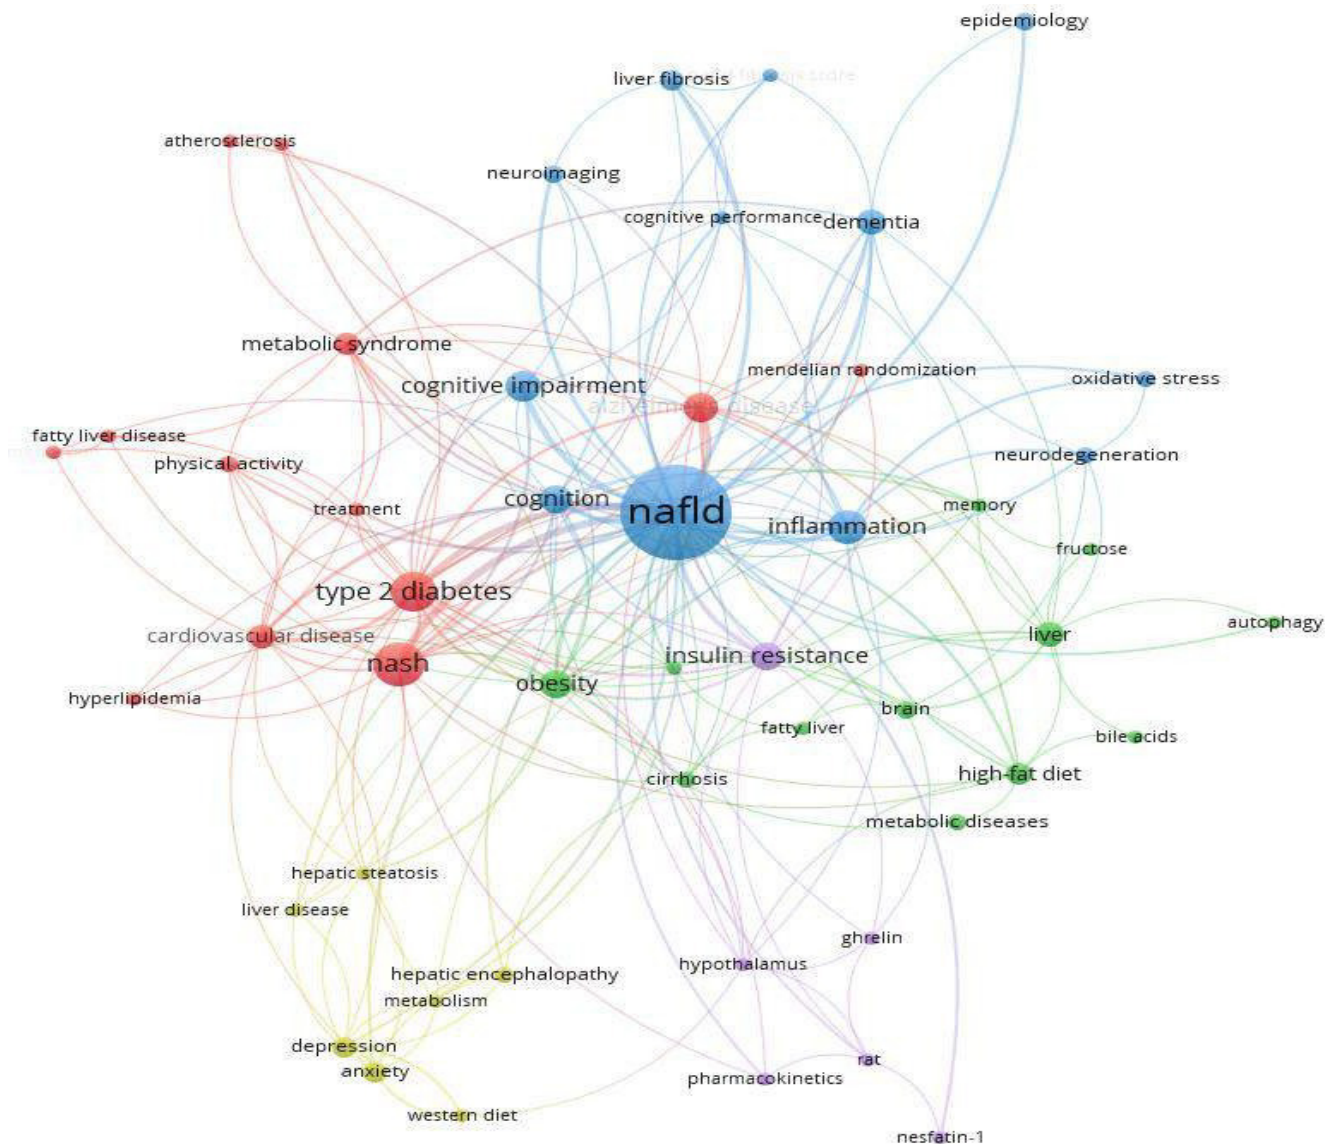 epidemiology
liver fibrosis
atherosclerosis
neuroimaging
cognitive performance
dementia
metabolic syndrome
mendelian randomization
oxidative stress
cognitive impairment
alzheimer's disease
fatty liver disease
physical activity
neurodegeneration
cognition
memory
treatment
nafld
inflammation
fructose
type 2 diabetes
autophagy
cardiovascular disease
liver
nash
insulin resistance
obesity
hyperlipidemia
brain
fatty liver
bile acids
cirrhosis
high-fat diet
metabolic diseases
hepatic steatosis
liver disease
ghrelin
hypothalamus
hepatic encephalopathy
metabolism
depression
anxiety
rat
pharmacokinetics
western diet
nesfatin-1